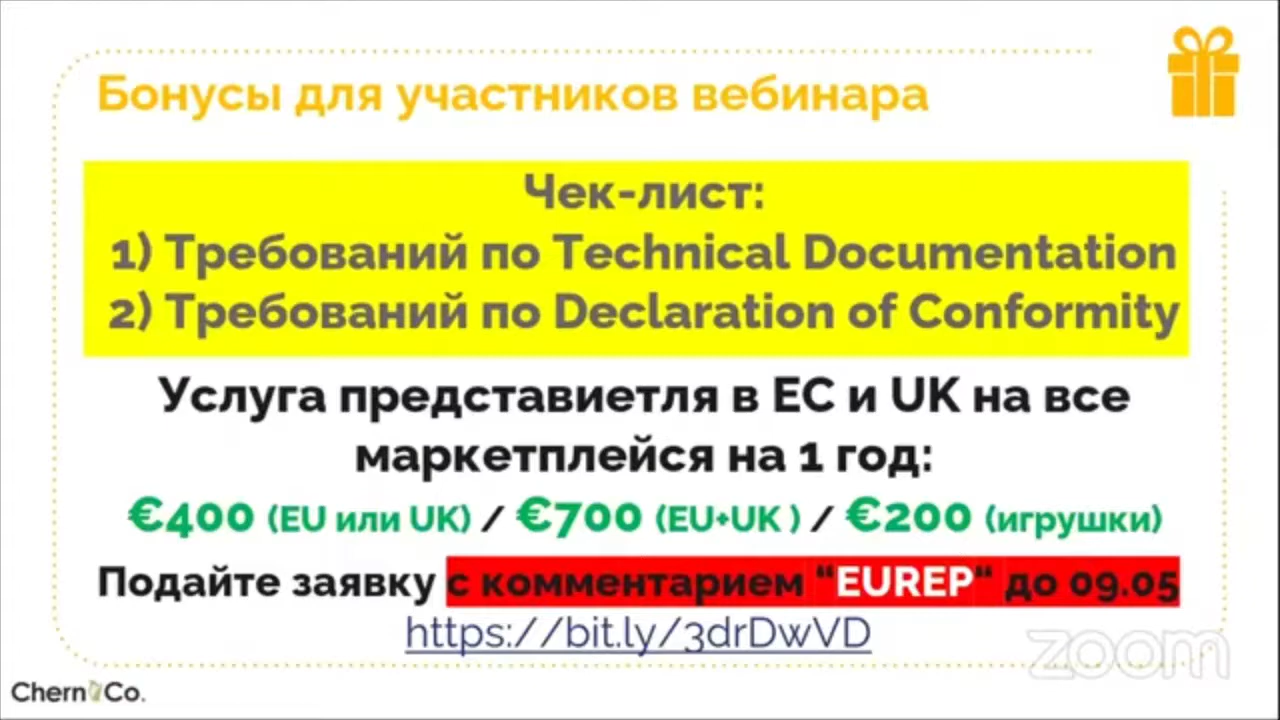 Бонусы для участников вебинара
Чек-лист:
1) Требований по Technical Documentation
2) Требований по Declaration of Conformity
Услуга представиетля в ЕС и UK на все
маркетплейся на 1 год:
€400 (EU или UK) / €700 (EU+UK ) / €200 (игрушки)
Подайте заявку с комментарием “EUREP“ до 09.05
https://bit.ly/3drDwVD
zoom
Chern Co.